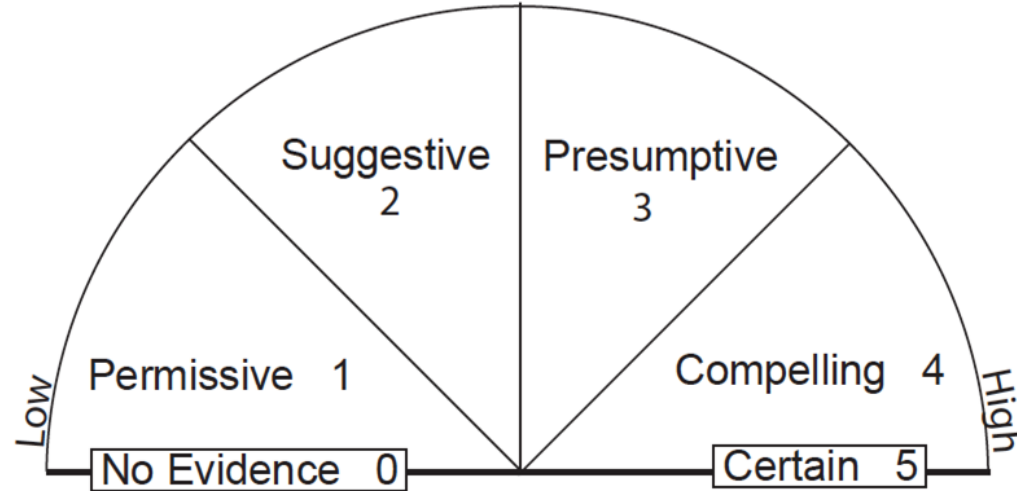 Suggestive
2
Presumptive
3
Permissive 1
Compelling 4
Low
High
No Evidence 0
Certain 5